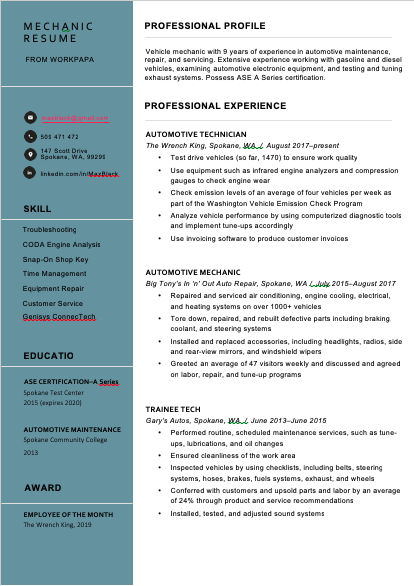 MECHANIC
RESUME
FROM WORKPAPA
maxblack@gmail.com
505 471 472
147 Scott Drive
Spokane, WA, 99295
linkedin.com/in/MaxBlack
SKILL
Troubleshooting
CODA Engine Analysis
Snap-On Shop Key
Time Management
Equipment Repair
Customer Service
Genisys ConnecTech
EDUCATIO
ASE CERTIFICATION–A Series
Spokane Test Center
2015 (expires 2020)
AUTOMOTIVE MAINTENANCE
Spokane Community College
2013
AWARD
EMPLOYEE OF THE MONTH
The Wrench King, 2019
PROFESSIONAL PROFILE
Vehicle mechanic with 9 years of experience in automotive maintenance,
repair, and servicing. Extensive experience working with gasoline and diesel
vehicles, examining automotive electronic equipment, and testing and tuning
exhaust systems. Possess ASE A Series certification.
PROFESSIONAL EXPERIENCE
AUTOMOTIVE TECHNICIAN
The Wrench King, Spokane, WA / August 2017–present
• Test drive vehicles (so far, 1470) to ensure work quality
• Use equipment such as infrared engine analyzers and compression
gauges to check engine wear
• Check emission levels of an average of four vehicles per week as
part of the Washington Vehicle Emission Check Program
• Analyze vehicle performance by using computerized diagnostic tools
and implement tune-ups accordingly
• Use invoicing software to produce customer invoices
AUTOMOTIVE MECHANIC
Big Tony's In 'n' Out Auto Repair, Spokane, WA / July 2015–August 2017
• Repaired and serviced air conditioning, engine cooling, electrical,
and heating systems on over 1000+ vehicles
• Tore down, repaired, and rebuilt defective parts including braking
coolant, and steering systems
• Installed and replaced accessories, including headlights, radios, side
and rear-view mirrors, and windshield wipers
• Greeted an average of 47 visitors weekly and discussed and agreed
on labor, repair, and tune-up programs
TRAINEE TECH
Gary's Autos, Spokane, WA / June 2013–June 2015
• Performed routine, scheduled maintenance services, such as tune-
ups, lubrications, and oil changes
• Ensured cleanliness of the work area
• Inspected vehicles by using checklists, including belts, steering
systems, hoses, brakes, fuels systems, exhaust, and wheels
• Conferred with customers and upsold parts and labor by an average
of 24% through product and service recommendations
• Installed, tested, and adjusted sound systems